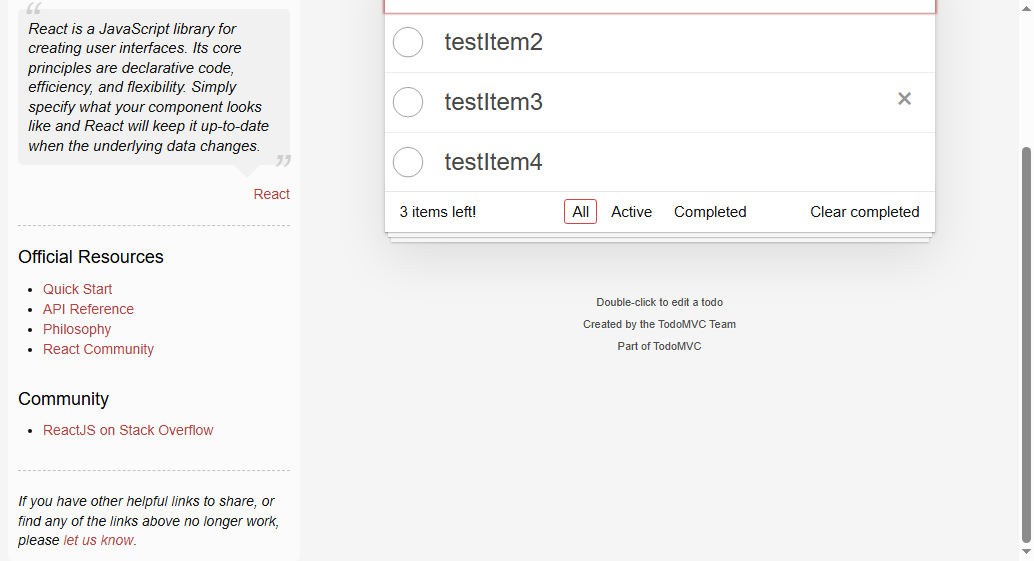 “
React is a JavaScript library for
creating user interfaces. Its core
principles are declarative code,
efficiency, and flexibility. Simply
specify what your component looks
like and React will keep it up-to-date
when the underlying data changes.
”
React
Official Resources
• Quick Start
• API Reference
• Philosophy
• React Community
Community
• ReactJS on Stack Overflow
If you have other helpful links to share, or
find any of the links above no longer work,
please let us know.
testItem2
testItem3 ×
testItem4
3 items left! All Active Completed Clear completed
Double-click to edit a todo
Created by the TodoMVC Team
Part of TodoMVC